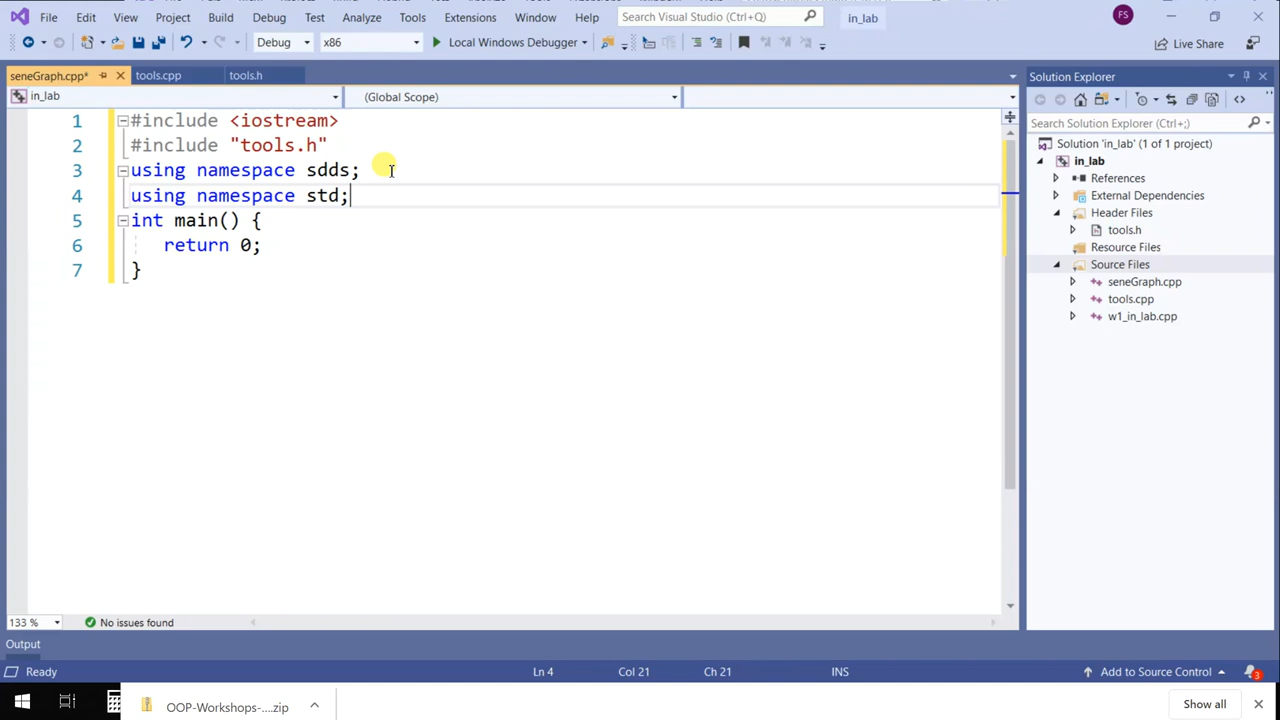 File Edit View Project Build Debug Test Analyze Tools Extensions Window Help Search Visual Studio (Ctrl+Q) in_lab FS
Debug x86 Local Windows Debugger Live Share
seneGraph.cpp* tools.cpp tools.h
in_lab (Global Scope)
1 #include <iostream>
2 #include "tools.h"
3 using namespace sdds;
4 using namespace std;
5 int main() {
6 return 0;
7 }
133 % No issues found
Solution Explorer
Search Solution Explorer (Ctrl+;)
Solution 'in_lab' (1 of 1 project)
in_lab
References
External Dependencies
Header Files
tools.h
Resource Files
Source Files
seneGraph.cpp
tools.cpp
w1_in_lab.cpp
Output
Ready Ln 4 Col 21 Ch 21 INS Add to Source Control 3
OOP-Workshops-....zip Show all